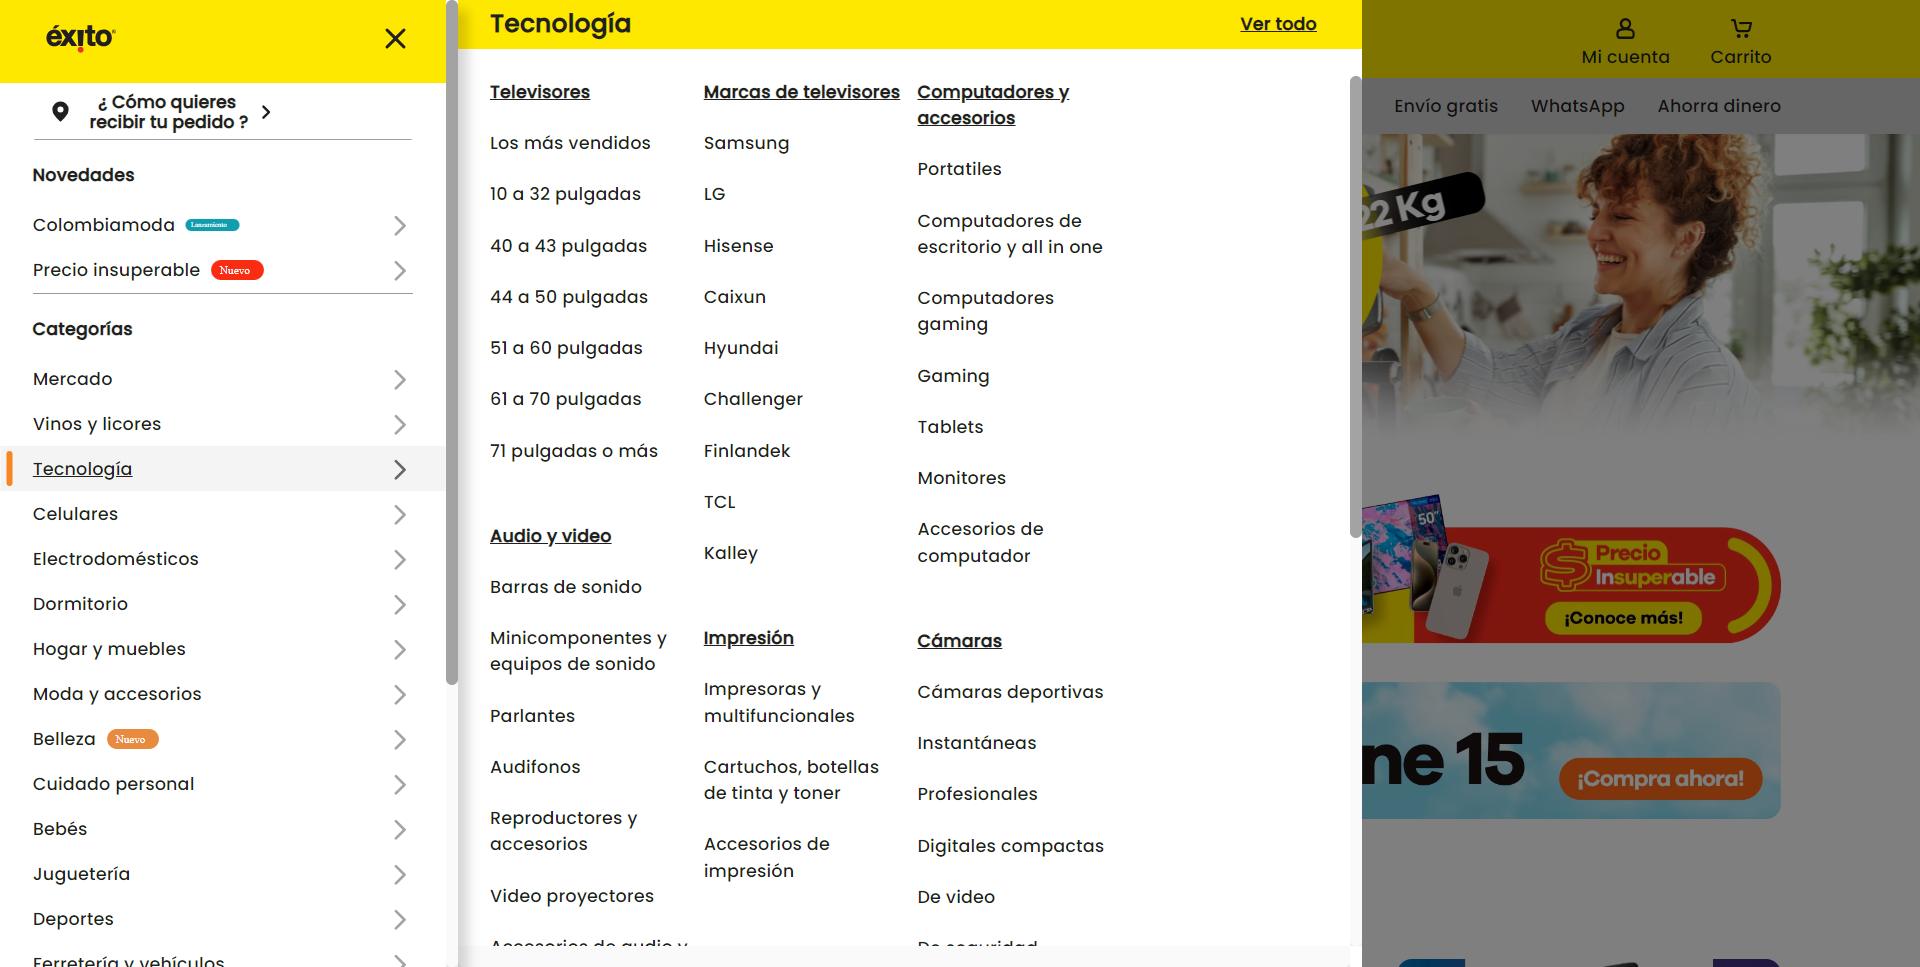 éxito
¿ Cómo quieres
recibir tu pedido ?
Novedades
Colombiamoda Lanzamiento
Precio insuperable Nuevo
Categorías
Mercado
Vinos y licores
Tecnología
Celulares
Electrodomésticos
Dormitorio
Hogar y muebles
Moda y accesorios
Belleza Nuevo
Cuidado personal
Bebés
Juguetería
Deportes
Ferretería y vehículos
Tecnología
Ver todo
Televisores
Los más vendidos
10 a 32 pulgadas
40 a 43 pulgadas
44 a 50 pulgadas
51 a 60 pulgadas
61 a 70 pulgadas
71 pulgadas o más
Audio y video
Barras de sonido
Minicomponentes y
equipos de sonido
Parlantes
Audifonos
Reproductores y
accesorios
Video proyectores
Accesorios de audio y
Marcas de televisores
Samsung
LG
Hisense
Caixun
Hyundai
Challenger
Finlandek
TCL
Kalley
Impresión
Impresoras y
multifuncionales
Cartuchos, botellas
de tinta y toner
Accesorios de
impresión
Computadores y
accesorios
Portatiles
Computadores de
escritorio y all in one
Computadores
gaming
Gaming
Tablets
Monitores
Accesorios de
computador
Cámaras
Cámaras deportivas
Instantáneas
Profesionales
Digitales compactas
De video
De seguridad
Mi cuenta
Carrito
Envío gratis
WhatsApp
Ahorra dinero
22 Kg
50"
$ Precio
Insuperable
¡Conoce más!
ne 15
¡Compra ahora!